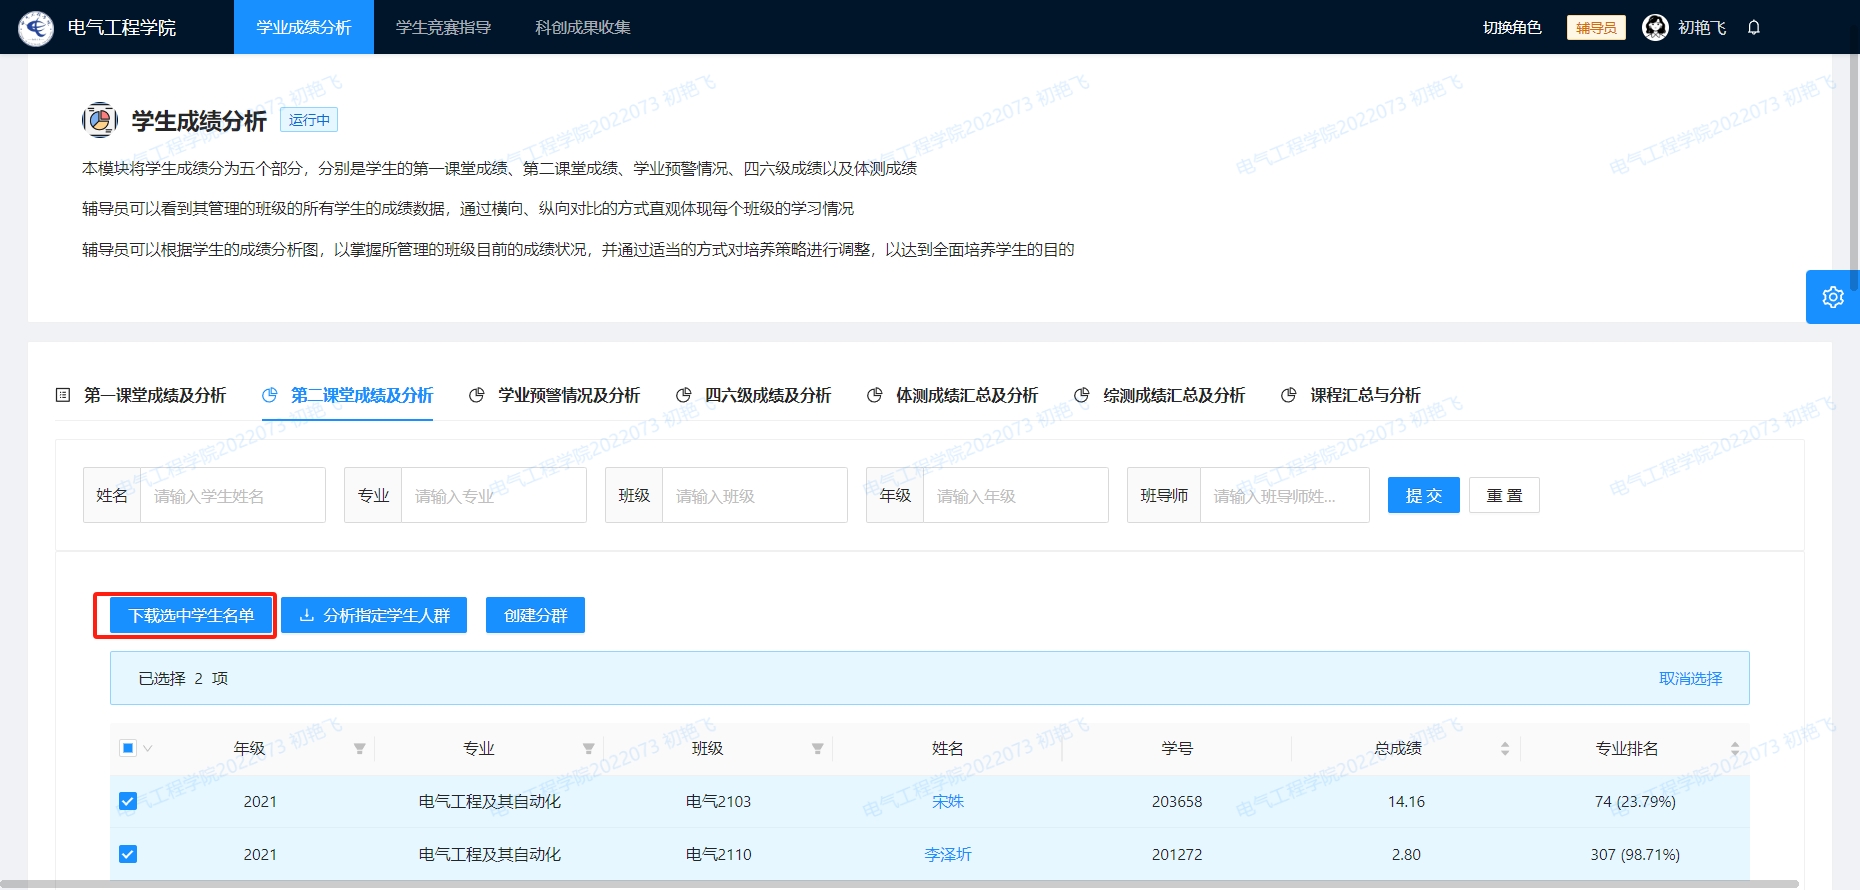 电气工程学院 学业成绩分析 学生竞赛指导 科创成果收集 切换角色 辅导员 初艳飞
学生成绩分析 运行中
本模块将学生成绩分为五个部分，分别是学生的第一课堂成绩、第二课堂成绩、学业预警情况、四六级成绩以及体测成绩
辅导员可以看到其管理的班级的所有学生的成绩数据，通过横向、纵向对比的方式直观体现每个班级的学习情况
辅导员可以根据学生的成绩分析图，以掌握所管理的班级目前的成绩状况，并通过适当的方式对培养策略进行调整，以达到全面培养学生的目的
第一课堂成绩及分析 第二课堂成绩及分析 学业预警情况及分析 四六级成绩及分析 体测成绩汇总及分析 综测成绩汇总及分析 课程汇总与分析
姓名 请输入学生姓名 专业 请输入专业 班级 请输入班级 年级 请输入年级 班导师 请输入班导师姓... 提交 重置
下载选中学生名单 分析指定学生人群 创建分群
已选择 2 项 取消选择
年级 专业 班级 姓名 学号 总成绩 专业排名
2021 电气工程及其自动化 电气2103 宋姝 203658 14.16 74 (23.79%)
2021 电气工程及其自动化 电气2110 李泽圻 201272 2.80 307 (98.71%)
电气工程学院2022073 初艳飞